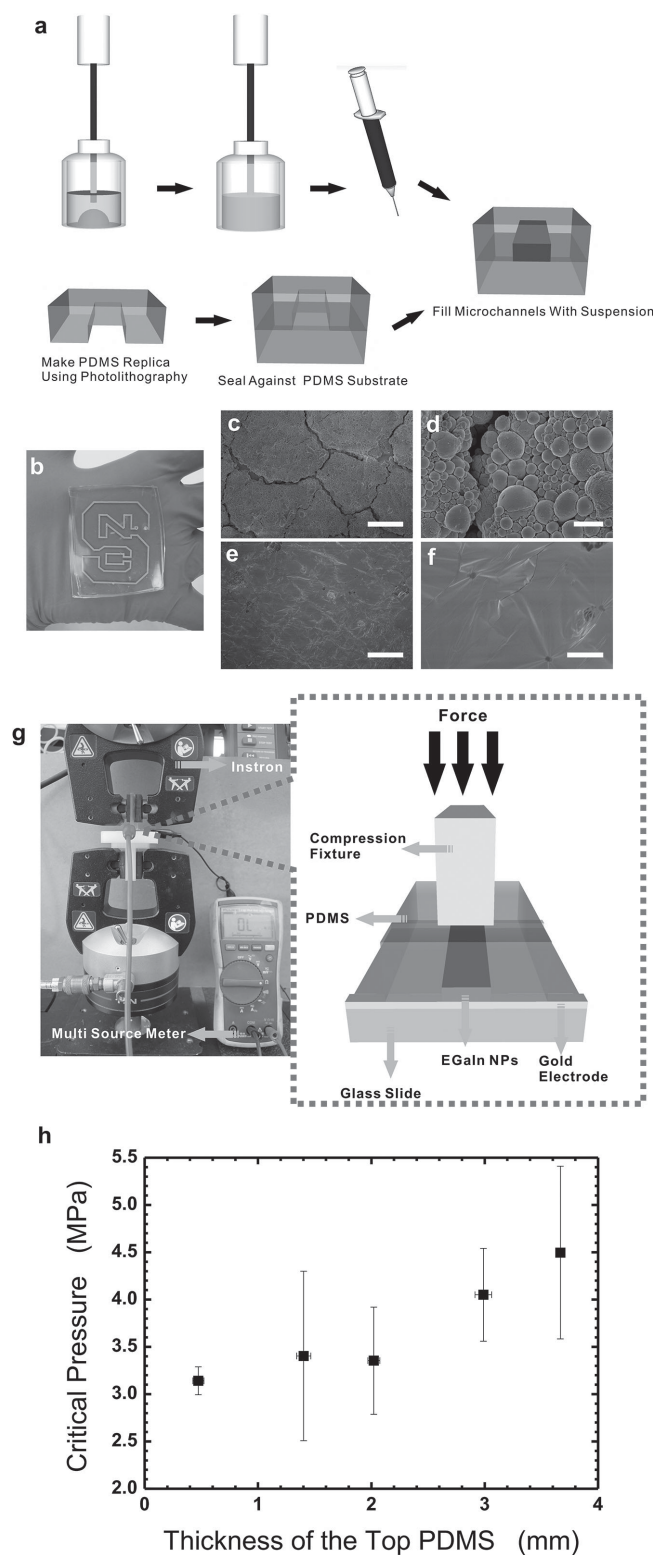 a
Make PDMS Replica
Using Photolithography
Seal Against PDMS Substrate
Fill Microchannels With Suspension
b
c
d
e
f
g
Instron
OL
Multi Source Meter
Force
Compression
Fixture
PDMS
EGaIn NPs
Gold
Electrode
Glass Slide
h
Critical Pressure (MPa)
5.5
5.0
4.5
4.0
3.5
3.0
2.5
2.0
0
1
2
3
4
Thickness of the Top PDMS (mm)